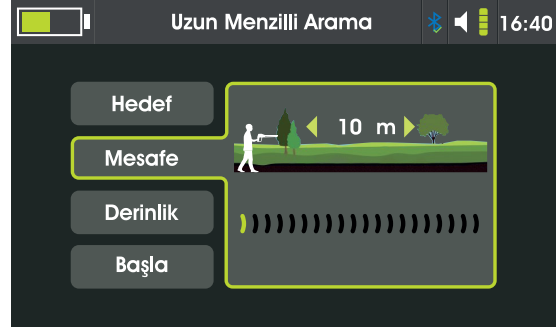 Uzun Menzilli Arama 16:40
Hedef
10 m
Mesafe
Derinlik
Başla